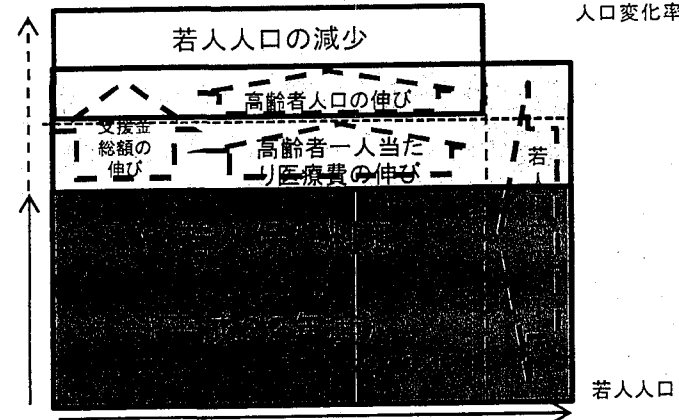 人口変化率
若人人口の減少
高齢者人口の伸び
支援金
総額の
伸び
高齢者一人当た
り医療費の伸び
若
人
若人人口